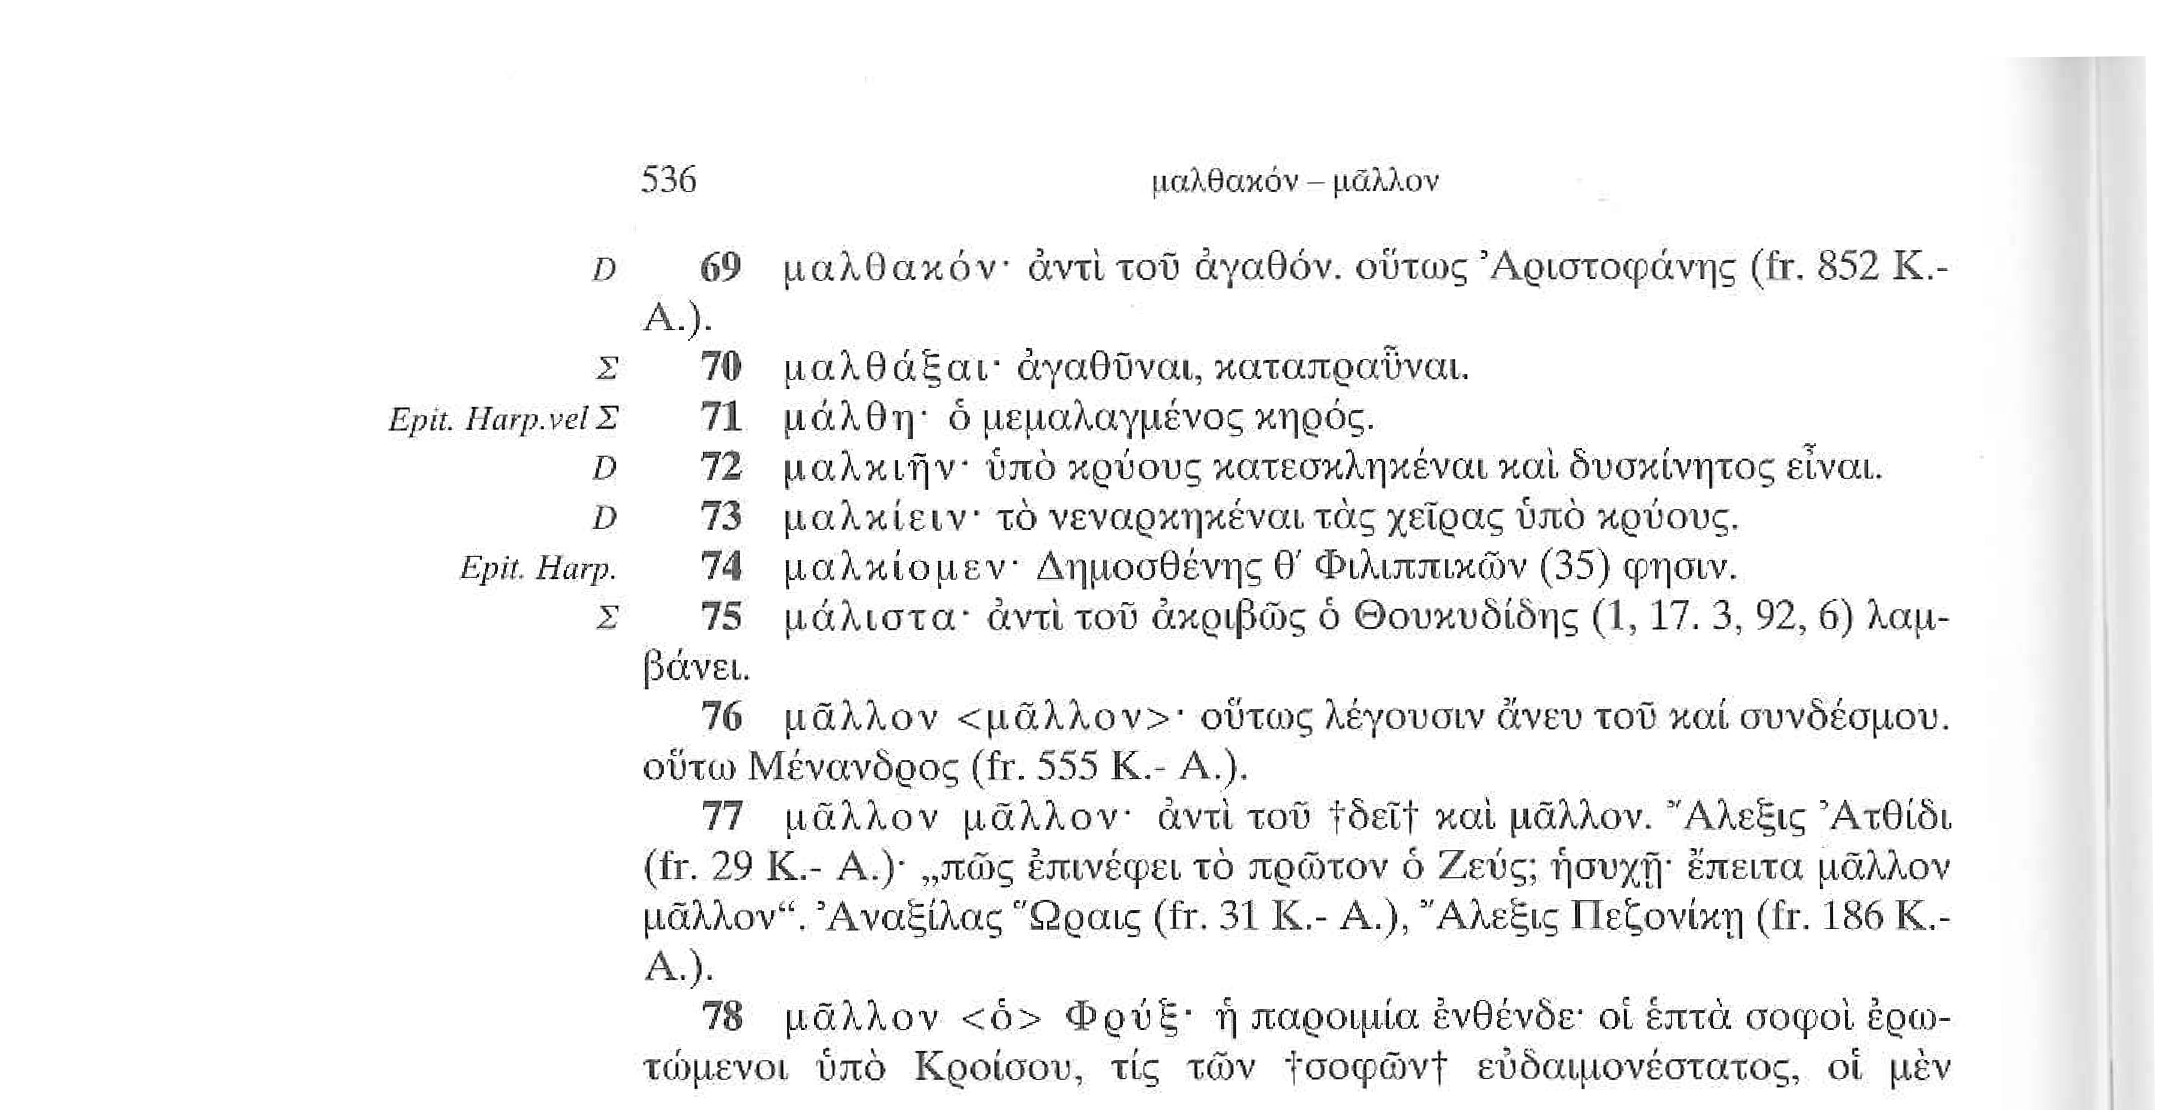 536 μαλθακόν – μᾶλλον
D 69 μαλθακόν· ἀντὶ τοῦ ἀγαθόν. οὕτως Ἀριστοφάνης (fr. 852 K.-
A.).
Σ 70 μαλθάξαι· ἀγαθῦναι, καταπραῧναι.
Epit. Harp.vel Σ 71 μάλθη· ὁ μεμαλαγμένος κηρός.
D 72 μαλκιῆν· ὑπὸ κρύους κατεσκληκέναι καὶ δυσκίνητος εἶναι.
D 73 μαλκίειν· τὸ νεναρκηκέναι τὰς χεῖρας ὑπὸ κρύους.
Epit. Harp. 74 μαλκίομεν· Δημοσθένης θ′ Φιλιππικῶν (35) φησιν.
Σ 75 μάλιστα· ἀντὶ τοῦ ἀκριβῶς ὁ Θουκυδίδης (1, 17. 3, 92, 6) λαμ-
βάνει.
76 μᾶλλον <μᾶλλον>· οὕτως λέγουσιν ἄνευ τοῦ καί συνδέσμου.
οὕτω Μένανδρος (fr. 555 K.- A.).
77 μᾶλλον μᾶλλον· ἀντὶ τοῦ †δεῖ† καὶ μᾶλλον. Ἄλεξις Ἀτθίδι
(fr. 29 K.- A.)· „πῶς ἐπινέφει τὸ πρῶτον ὁ Ζεύς; ἡσυχῇ· ἔπειτα μᾶλλον
μᾶλλον“. Ἀναξίλας Ὥραις (fr. 31 K.- A.), Ἄλεξις Πεζονίκῃ (fr. 186 K.-
A.).
78 μᾶλλον <ὁ> Φρύξ· ἡ παροιμία ἐνθένδε· οἱ ἑπτὰ σοφοὶ ἐρω-
τώμενοι ὑπὸ Κροίσου, τίς τῶν †σοφῶν† εὐδαιμονέστατος, οἱ μὲν